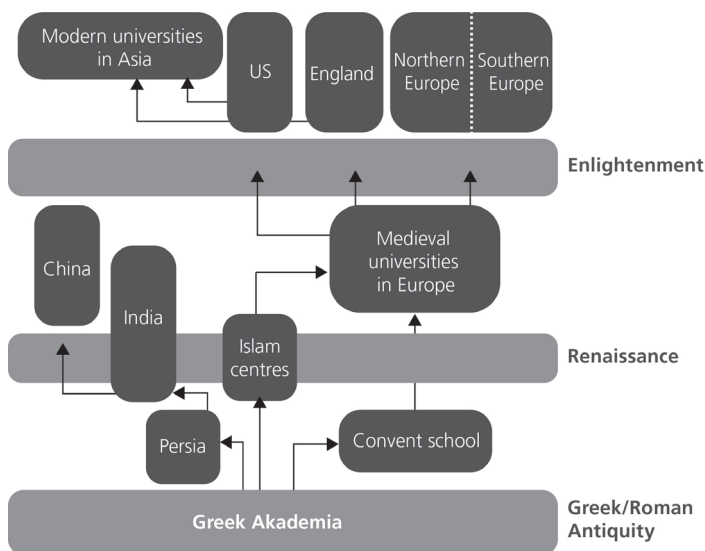 Modern universities
in Asia
US
England
Northern
Europe
Southern
Europe
Enlightenment
China
India
Medieval
universities
in Europe
Islam
centres
Renaissance
Persia
Convent school
Greek Akademia
Greek/Roman
Antiquity